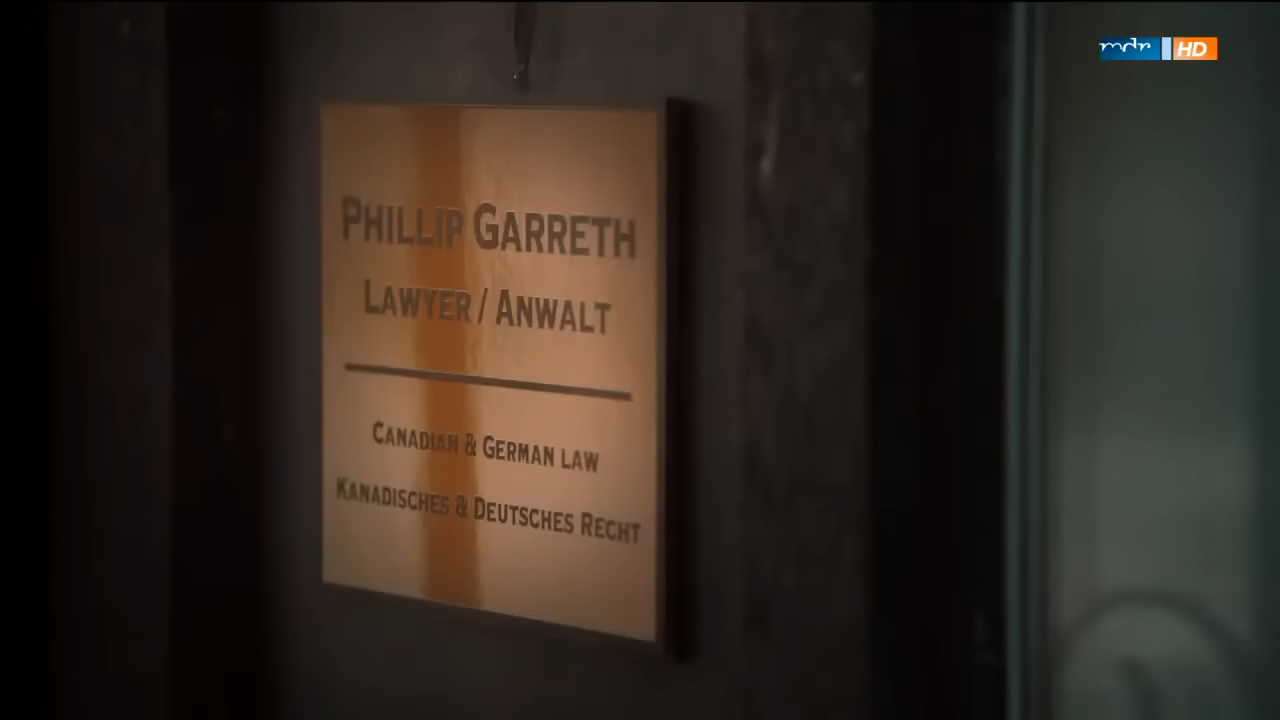 mdr HD
PHILLIP GARRETH
LAWYER / ANWALT
CANADIAN & GERMAN LAW
KANADISCHES & DEUTSCHES RECHT